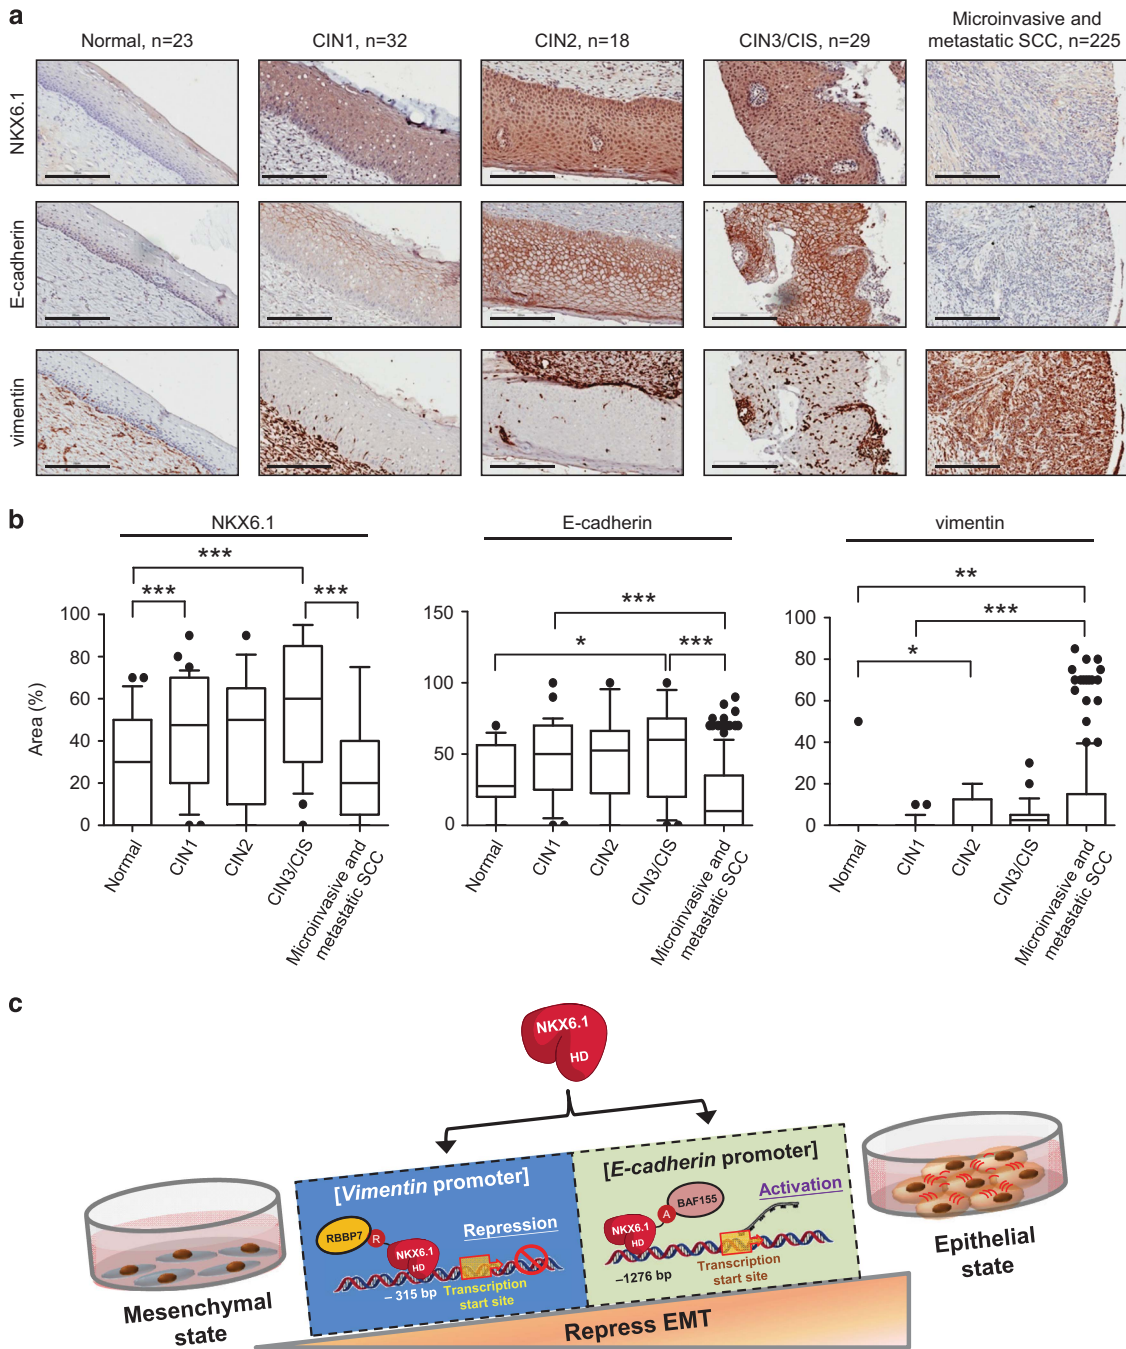 a
Normal, n=23
CIN1, n=32
CIN2, n=18
CIN3/CIS, n=29
Microinvasive and
metastatic SCC, n=225
NKX6.1
E-cadherin
vimentin
b
NKX6.1
E-cadherin
vimentin
***
***
***
***
*
***
**
***
*
Area (%)
100
80
60
40
20
0
150
100
50
0
100
80
60
40
20
0
Normal
CIN1
CIN2
CIN3/CIS
Microinvasive and
metastatic SCC
Normal
CIN1
CIN2
CIN3/CIS
Microinvasive and
metastatic SCC
Normal
CIN1
CIN2
CIN3/CIS
Microinvasive and
metastatic SCC
c
NKX6.1
HD
[Vimentin promoter]
RBBP7
R
NKX6.1
HD
Repression
– 315 bp
Transcription
start site
[E-cadherin promoter]
BAF155
A
NKX6.1
HD
Activation
–1276 bp
Transcription
start site
Mesenchymal
state
Epithelial
state
Repress EMT